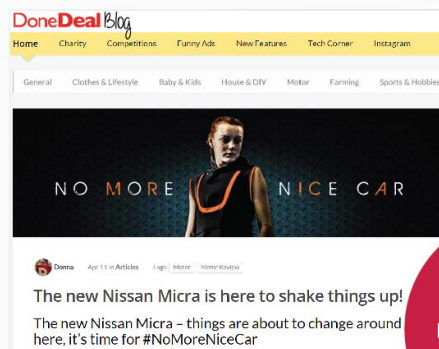 DoneDeal Blog
Home Charity Competitions Funny Ads New Features Tech Corner Instagram
General Clothes & Lifestyle Baby & Kids House & DIY Motor Farming Sports & Hobbies
NO MORE NICE CAR
Donna Apr 11 in Articles Tags: Motor Motor Review
The new Nissan Micra is here to shake things up!
The new Nissan Micra – things are about to change around
here, it's time for #NoMoreNiceCar